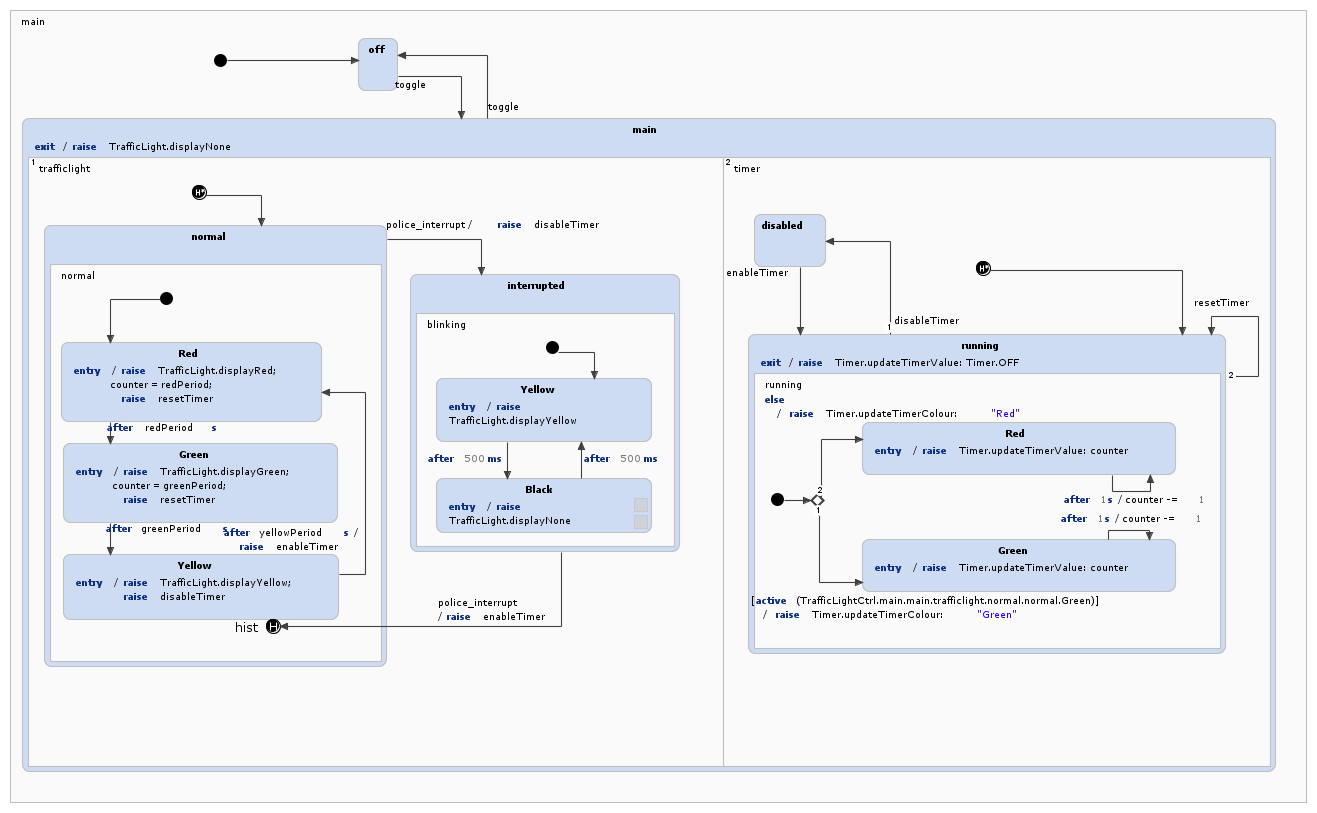 main
off
toggle
toggle
main
exit / raise TrafficLight.displayNone
1
trafficlight
H*
normal
police_interrupt / raise disableTimer
normal
Red
entry / raise TrafficLight.displayRed;
counter = redPeriod;
raise resetTimer
after redPeriod s
Green
entry / raise TrafficLight.displayGreen;
counter = greenPeriod;
raise resetTimer
after greenPeriod s
after yellowPeriod s /
raise enableTimer
Yellow
entry / raise TrafficLight.displayYellow;
raise disableTimer
hist H
interrupted
blinking
Yellow
entry / raise
TrafficLight.displayYellow
after 500 ms
after 500 ms
Black
entry / raise
TrafficLight.displayNone
police_interrupt
/ raise enableTimer
2
timer
disabled
enableTimer
H*
disableTimer
1
resetTimer
2
running
exit / raise Timer.updateTimerValue: Timer.OFF
running
else
/ raise Timer.updateTimerColour: "Red"
Red
entry / raise Timer.updateTimerValue: counter
after 1 s / counter -= 1
2
1
after 1 s / counter -= 1
Green
entry / raise Timer.updateTimerValue: counter
[active (TrafficLightCtrl.main.main.trafficlight.normal.normal.Green)]
/ raise Timer.updateTimerColour: "Green"